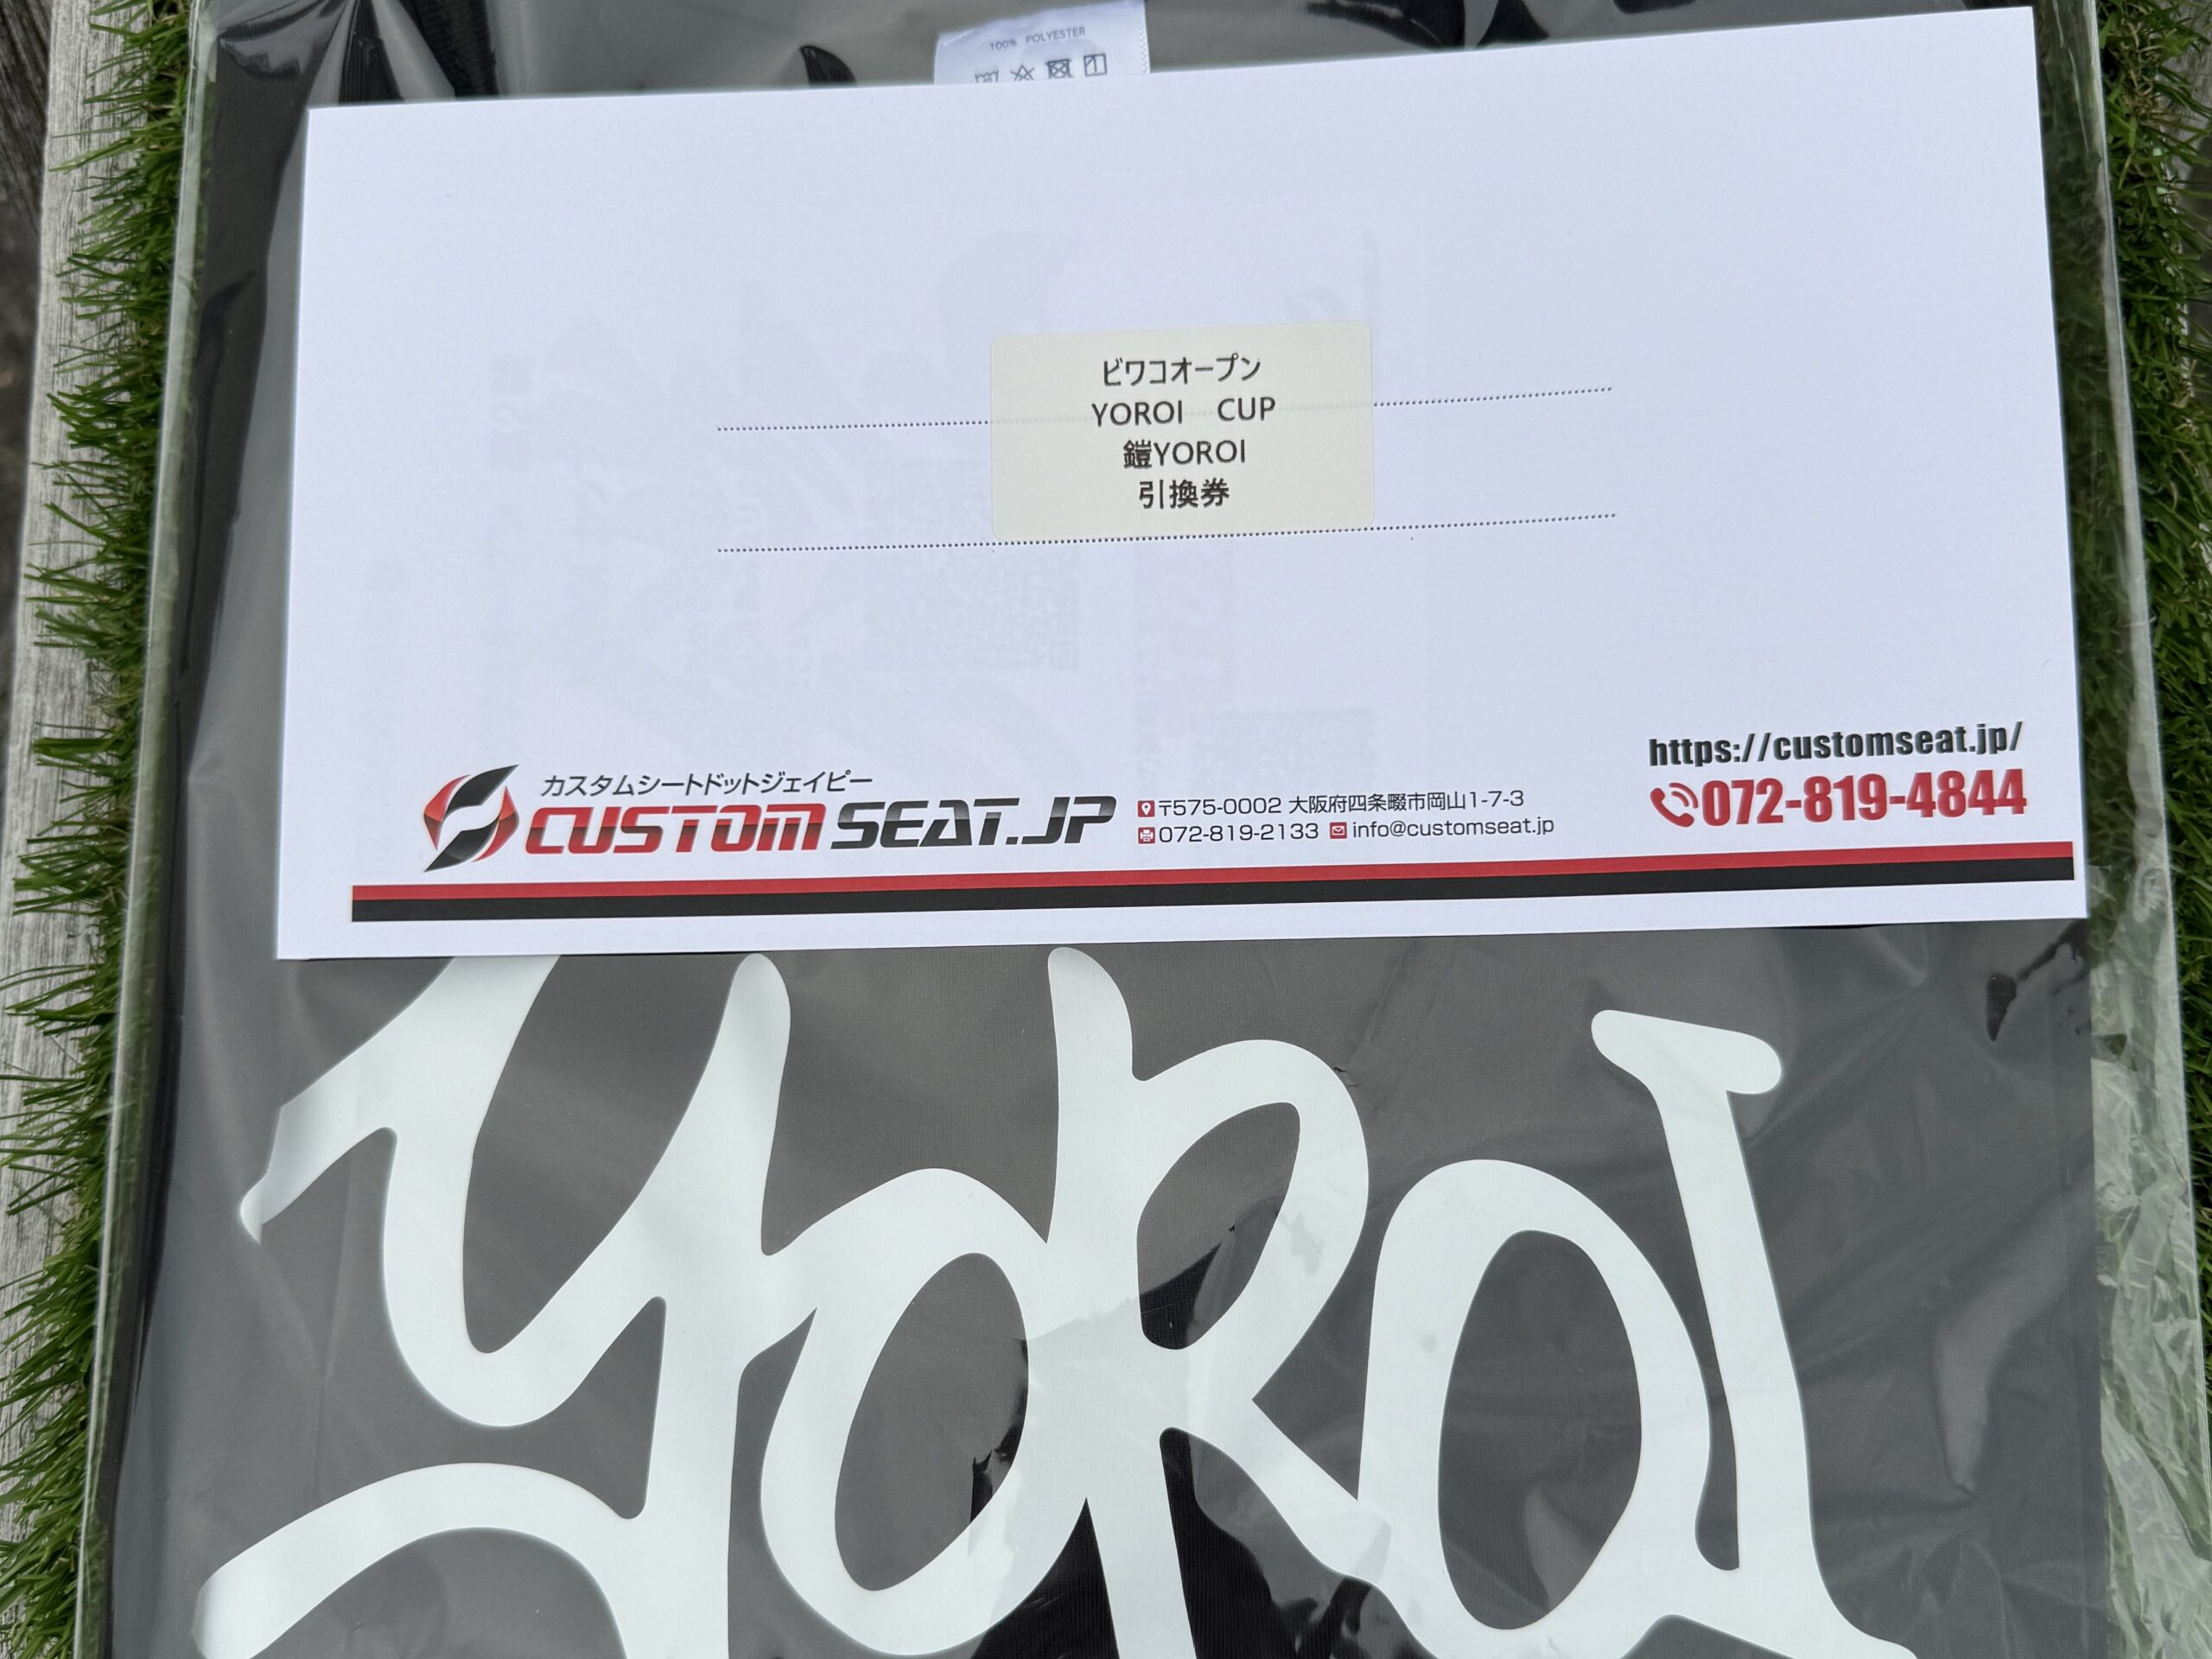 100% POLYESTER
ビワコオープン
YOROI CUP
鎧YOROI
引換券
https://customseat.jp/
072-819-4844
カスタムシートドットジェイピー
CUSTOM SEAT.JP
〒575-0002 大阪府四条畷市岡山1-7-3
072-819-2133 info@customseat.jp
YOROI